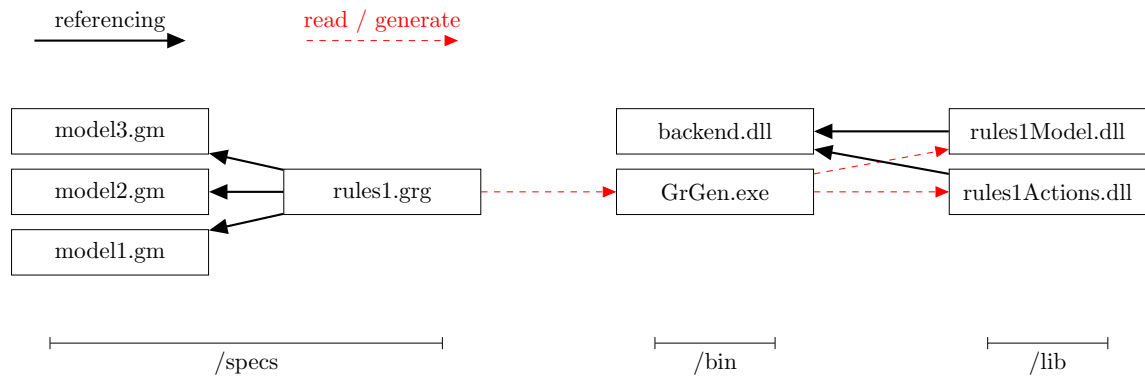 referencing
read / generate
model3.gm
backend.dll
rules1Model.dll
model2.gm
rules1.grg
GrGen.exe
rules1Actions.dll
model1.gm
/specs
/bin
/lib